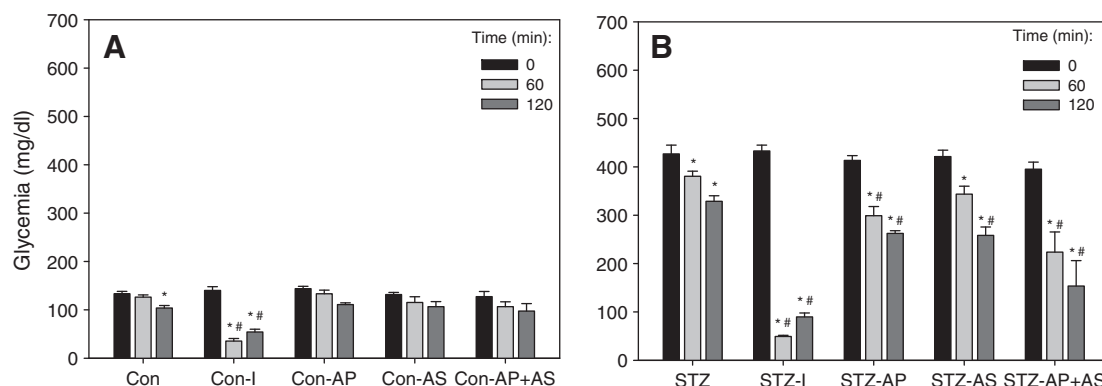 A
Time (min):
0
60
120
Glycemia (mg/dl)
700
600
500
400
300
200
100
0
*
* #
* #
Con
Con-I
Con-AP
Con-AS
Con-AP+AS
B
Time (min):
0
60
120
700
600
500
400
300
200
100
0
*
*
* #
* #
* #
* #
*
* #
* #
* #
STZ
STZ-I
STZ-AP
STZ-AS
STZ-AP+AS